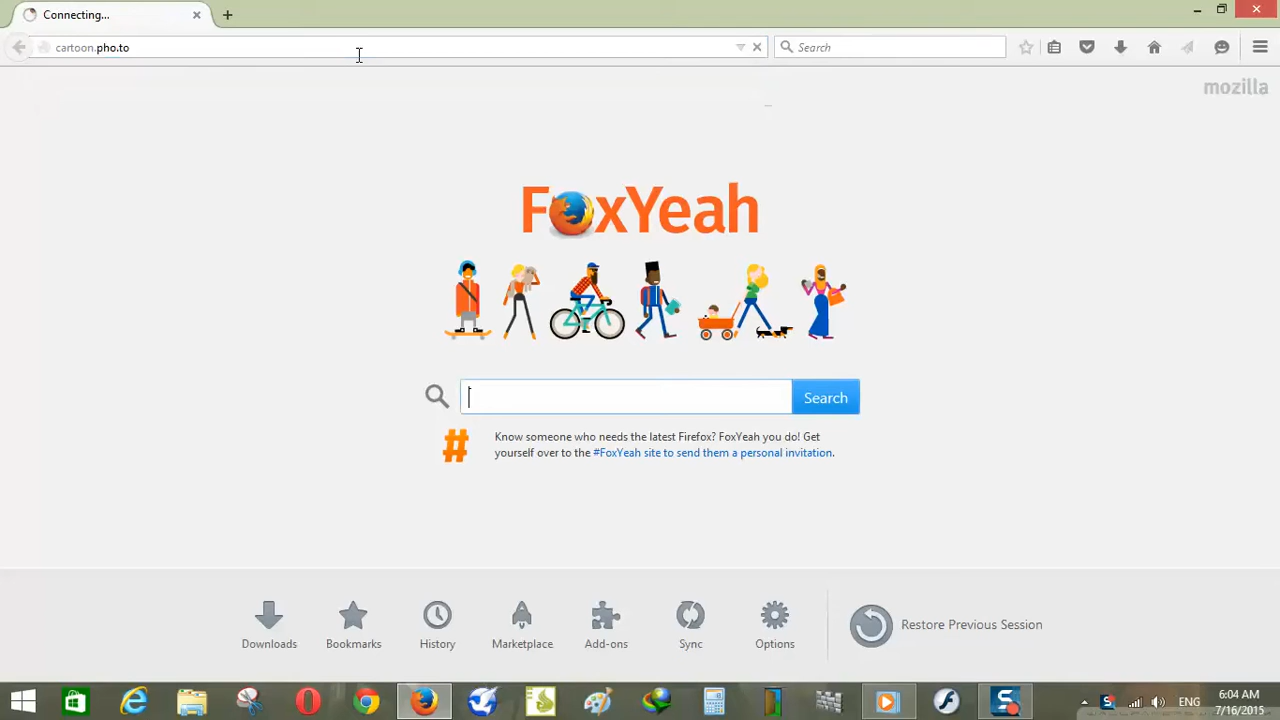 Connecting...
cartoon.pho.to
Search
mozilla
FoxYeah
Search
Know someone who needs the latest Firefox? FoxYeah you do! Get
yourself over to the #FoxYeah site to send them a personal invitation.
Downloads
Bookmarks
History
Marketplace
Add-ons
Sync
Options
Restore Previous Session
ENG
6:04 AM
7/16/2015